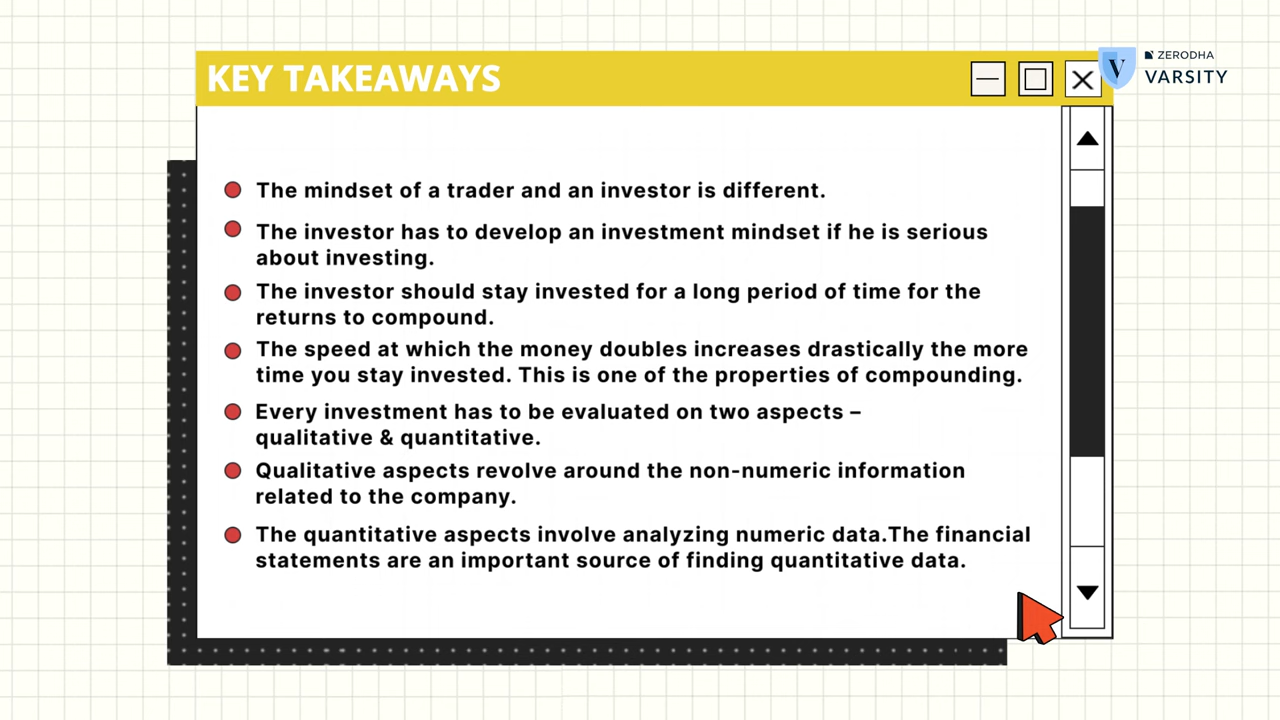 KEY TAKEAWAYS
ZERODHA
VARSITY
The mindset of a trader and an investor is different.
The investor has to develop an investment mindset if he is serious
about investing.
The investor should stay invested for a long period of time for the
returns to compound.
The speed at which the money doubles increases drastically the more
time you stay invested. This is one of the properties of compounding.
Every investment has to be evaluated on two aspects –
qualitative & quantitative.
Qualitative aspects revolve around the non-numeric information
related to the company.
The quantitative aspects involve analyzing numeric data.The financial
statements are an important source of finding quantitative data.